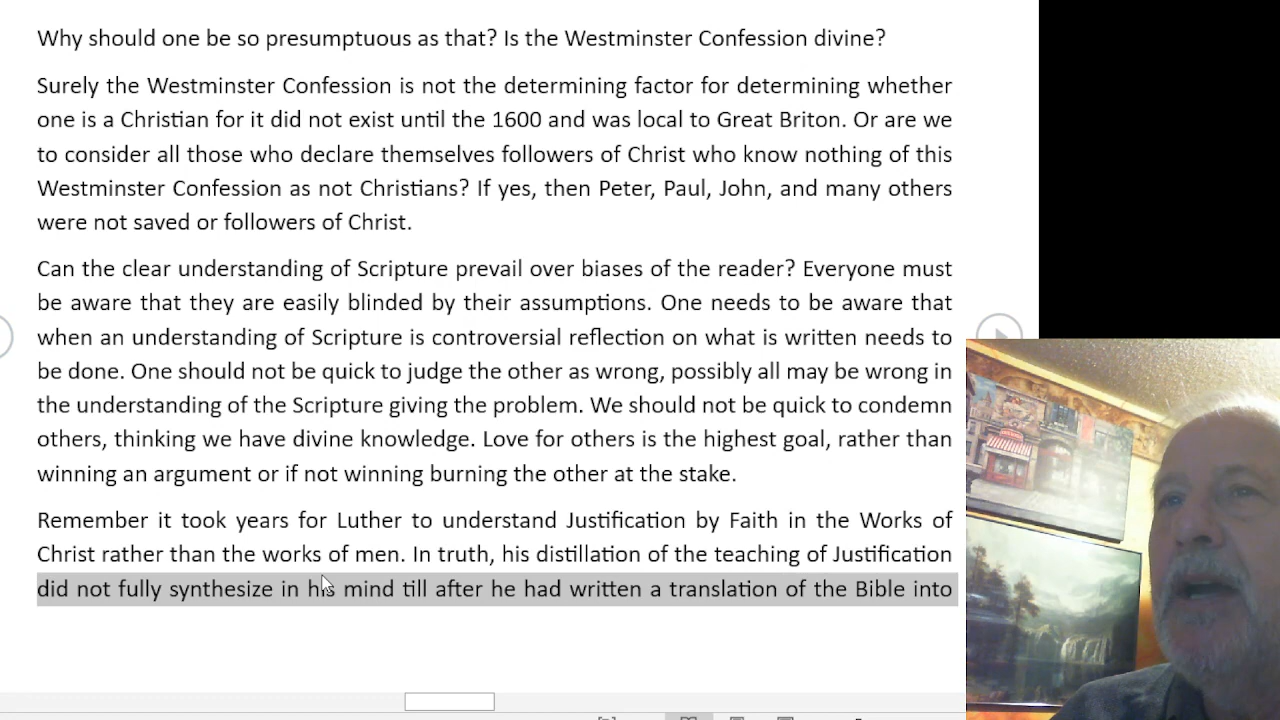 Why should one be so presumptuous as that? Is the Westminster Confession divine?
Surely the Westminster Confession is not the determining factor for determining whether
one is a Christian for it did not exist until the 1600 and was local to Great Briton. Or are we
to consider all those who declare themselves followers of Christ who know nothing of this
Westminster Confession as not Christians? If yes, then Peter, Paul, John, and many others
were not saved or followers of Christ.
Can the clear understanding of Scripture prevail over biases of the reader? Everyone must
be aware that they are easily blinded by their assumptions. One needs to be aware that
when an understanding of Scripture is controversial reflection on what is written needs to
be done. One should not be quick to judge the other as wrong, possibly all may be wrong in
the understanding of the Scripture giving the problem. We should not be quick to condemn
others, thinking we have divine knowledge. Love for others is the highest goal, rather than
winning an argument or if not winning burning the other at the stake.
Remember it took years for Luther to understand Justification by Faith in the Works of
Christ rather than the works of men. In truth, his distillation of the teaching of Justification
did not fully synthesize in his mind till after he had written a translation of the Bible into